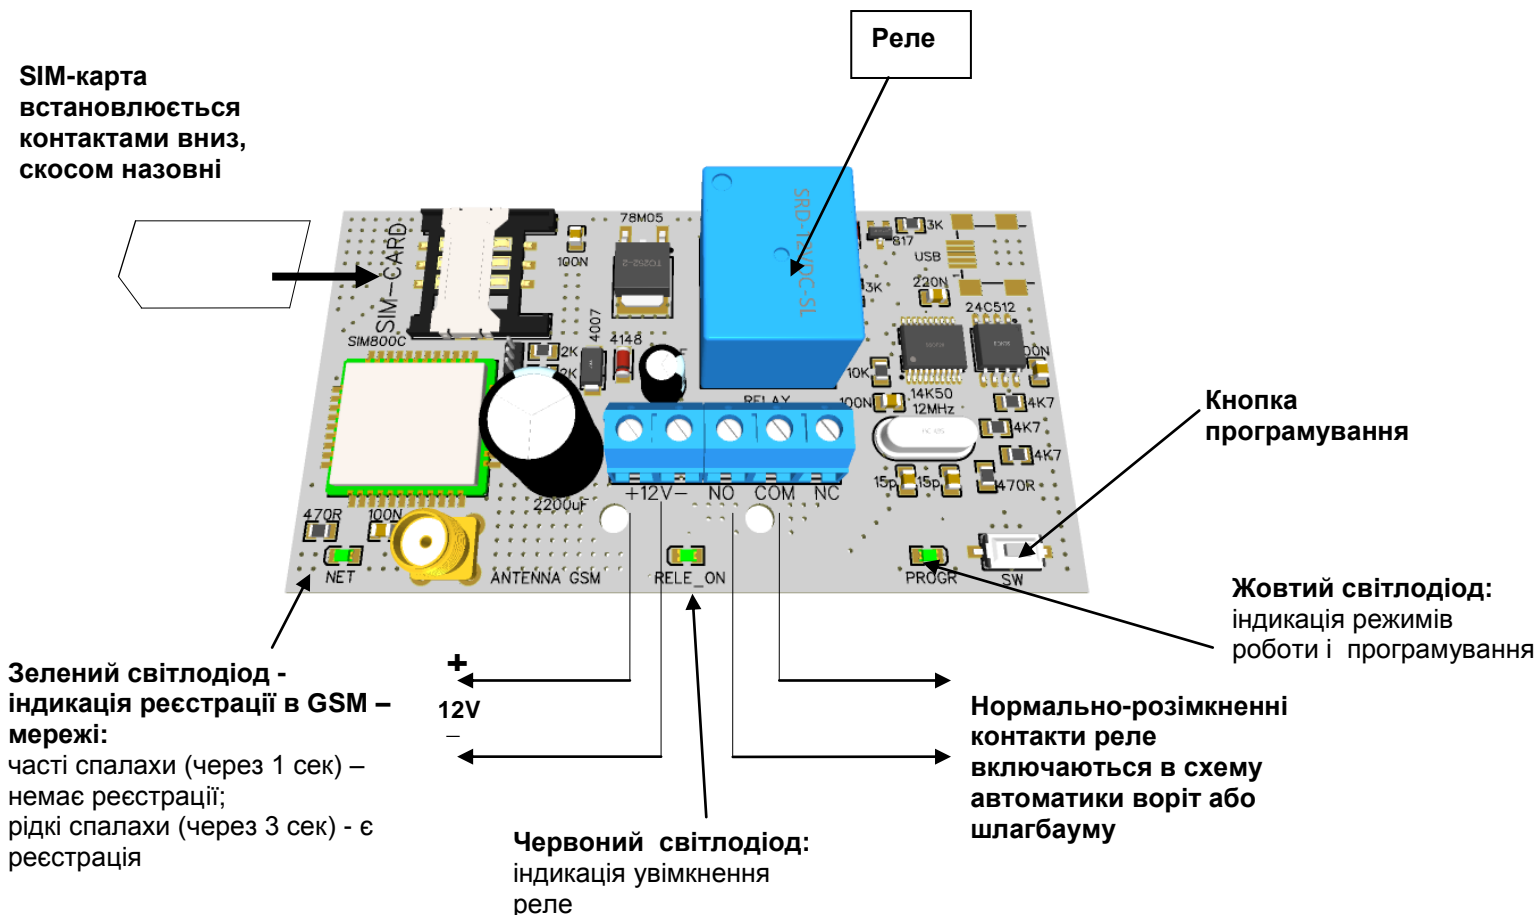 Реле
SIM-карта
встановлюється
контактами вниз,
скосом назовні
SIM-CARD
SIM800C
100N
78M05
TO252-2
SRD-12VDC-SL
817
3K
USB
3K
220N
24C512
4007
4148
2K
2K
10K
100N
14K50
12MHz
4K7
4K7
4K7
RELAY
15p
15p
470R
2200uF
+12V−
NO
COM
NC
470R
100N
NET
ANTENNA GSM
RELE_ON
PROGR
SW
Кнопка
програмування
Жовтий світлодіод:
індикація режимів
роботи і програмування
Зелений світлодіод -
індикація реєстрації в GSM –
мережі:
часті спалахи (через 1 сек) –
немає реєстрації;
рідкі спалахи (через 3 сек) - є
реєстрація
+
12V
–
Нормально-розімкненні
контакти реле
включаються в схему
автоматики воріт або
шлагбауму
Червоний світлодіод:
індикація увімкнення
реле